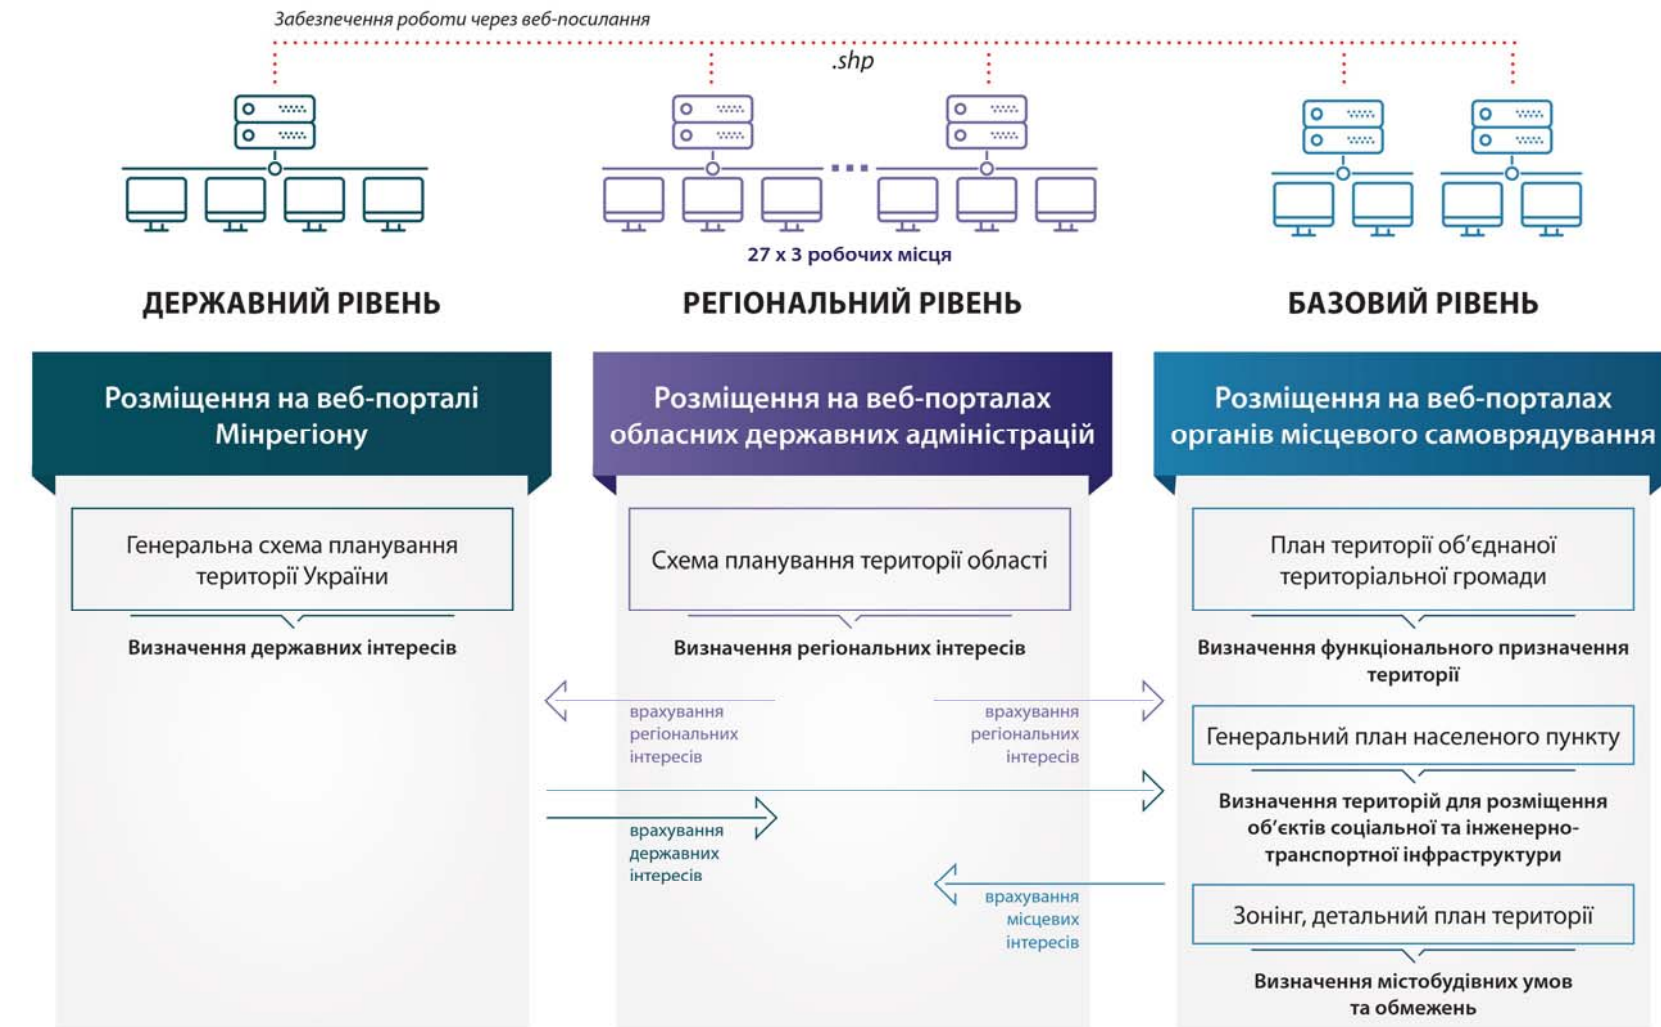 Забезпечення роботи через веб-посилання
.shp
27 х 3 робочих місця
ДЕРЖАВНИЙ РІВЕНЬ
РЕГІОНАЛЬНИЙ РІВЕНЬ
БАЗОВИЙ РІВЕНЬ
Розміщення на веб-порталі
Мінрегіону
Розміщення на веб-порталах
обласних державних адміністрацій
Розміщення на веб-порталах
органів місцевого самоврядування
Генеральна схема планування
території України
Визначення державних інтересів
Схема планування території області
Визначення регіональних інтересів
врахування
регіональних
інтересів
врахування
регіональних
інтересів
врахування
державних
інтересів
врахування
місцевих
інтересів
План території об’єднаної
територіальної громади
Визначення функціонального призначення
території
Генеральний план населеного пункту
Визначення територій для розміщення
об’єктів соціальної та інженерно-
транспортної інфраструктури
Зонінг, детальний план території
Визначення містобудівних умов
та обмежень